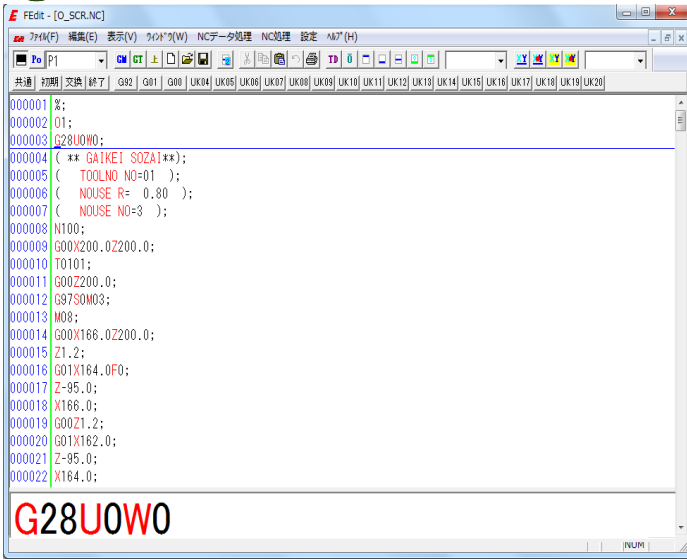 FEdit - [O_SCR.NC]
ﾌｧｲﾙ(F) 編集(E) 表示(V) ｳｨﾝﾄﾞｳ(W) NCデータ処理 NC処理 設定 ﾍﾙﾌﾟ(H)
Po P1 GM GT TD
共通 初期 交換 終了 G92 G01 G00 UK04 UK05 UK06 UK07 UK08 UK09 UK10 UK11 UK12 UK13 UK14 UK15 UK16 UK17 UK18 UK19 UK20
000001 %;
000002 O1;
000003 G28U0W0;
000004 ( ** GAIKEI SOZAI**);
000005 ( TOOLNO NO=01 );
000006 ( NOUSE R= 0.80 );
000007 ( NOUSE NO=3 );
000008 N100;
000009 G00X200.0Z200.0;
000010 T0101;
000011 G00Z200.0;
000012 G97S0M03;
000013 M08;
000014 G00X166.0Z200.0;
000015 Z1.2;
000016 G01X164.0F0;
000017 Z-95.0;
000018 X166.0;
000019 G00Z1.2;
000020 G01X162.0;
000021 Z-95.0;
000022 X164.0;
G28U0W0
NUM